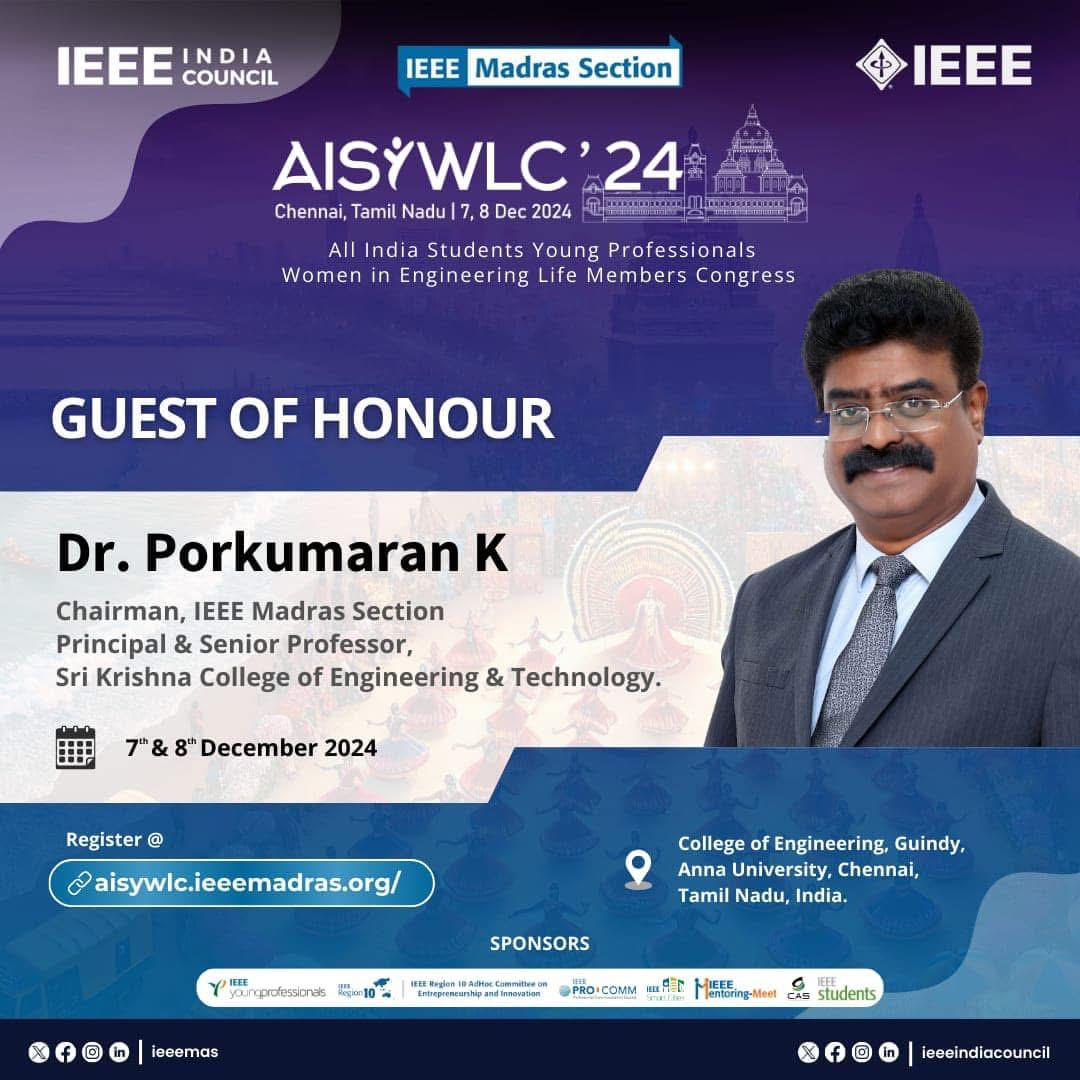 IEEE INDIA COUNCIL
IEEE Madras Section
IEEE
AISYWLC '24
Chennai, Tamil Nadu | 7, 8 Dec 2024
All India Students Young Professionals
Women in Engineering Life Members Congress
GUEST OF HONOUR
Dr. Porkumaran K
Chairman, IEEE Madras Section
Principal & Senior Professor,
Sri Krishna College of Engineering & Technology.
7th & 8th December 2024
Register @
aisywlc.ieeemadras.org/
College of Engineering, Guindy,
Anna University, Chennai,
Tamil Nadu, India.
SPONSORS
IEEE
youngprofessionals
IEEE
Region 10
IEEE Region 10 AdHoc Committee on
Entrepreneurship and Innovation
IEEE
PRO COMM
IEEE
Smart Cities
IEEE
Mentoring-Meet
CAS
IEEE
students
ieeemas
ieeeindiacouncil